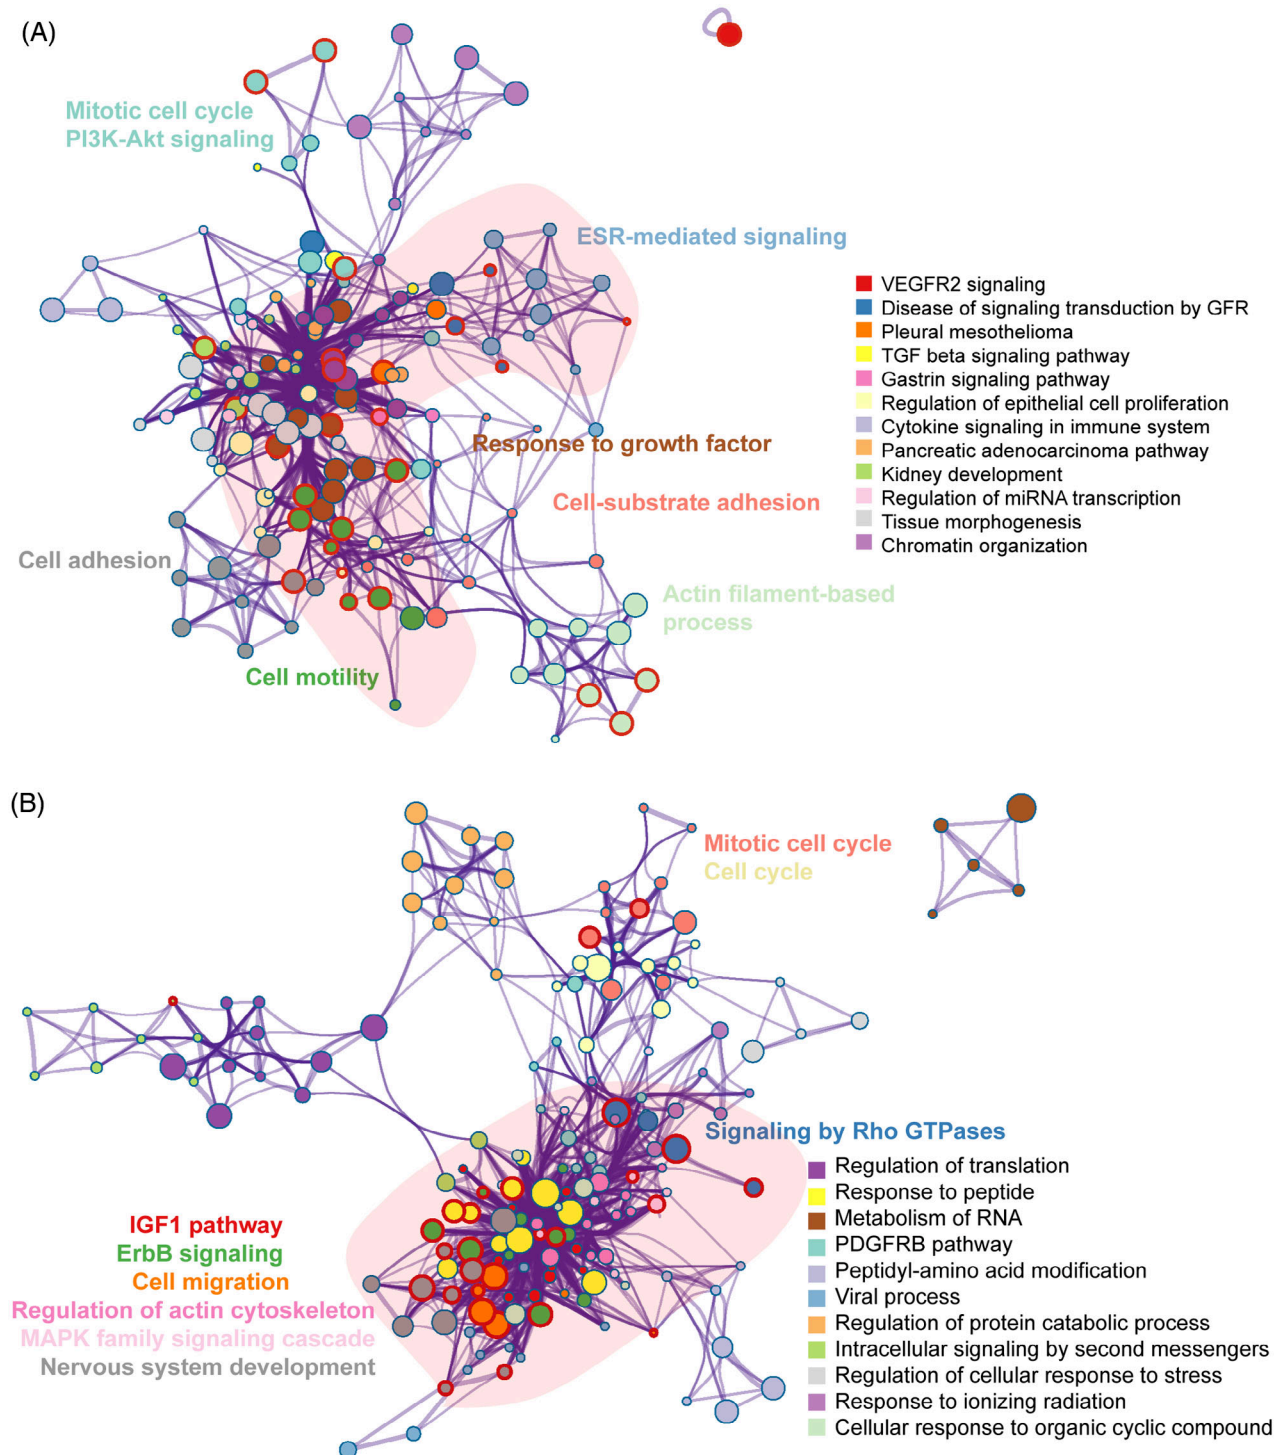 (A)
Mitotic cell cycle
PI3K-Akt signaling
ESR-mediated signaling
VEGFR2 signaling
Disease of signaling transduction by GFR
Pleural mesothelioma
TGF beta signaling pathway
Gastrin signaling pathway
Regulation of epithelial cell proliferation
Cytokine signaling in immune system
Pancreatic adenocarcinoma pathway
Kidney development
Regulation of miRNA transcription
Tissue morphogenesis
Chromatin organization
Response to growth factor
Cell-substrate adhesion
Cell adhesion
Actin filament-based
process
Cell motility
(B)
Mitotic cell cycle
Cell cycle
Signaling by Rho GTPases
Regulation of translation
Response to peptide
Metabolism of RNA
PDGFRB pathway
Peptidyl-amino acid modification
Viral process
Regulation of protein catabolic process
Intracellular signaling by second messengers
Regulation of cellular response to stress
Response to ionizing radiation
Cellular response to organic cyclic compound
IGF1 pathway
ErbB signaling
Cell migration
Regulation of actin cytoskeleton
MAPK family signaling cascade
Nervous system development